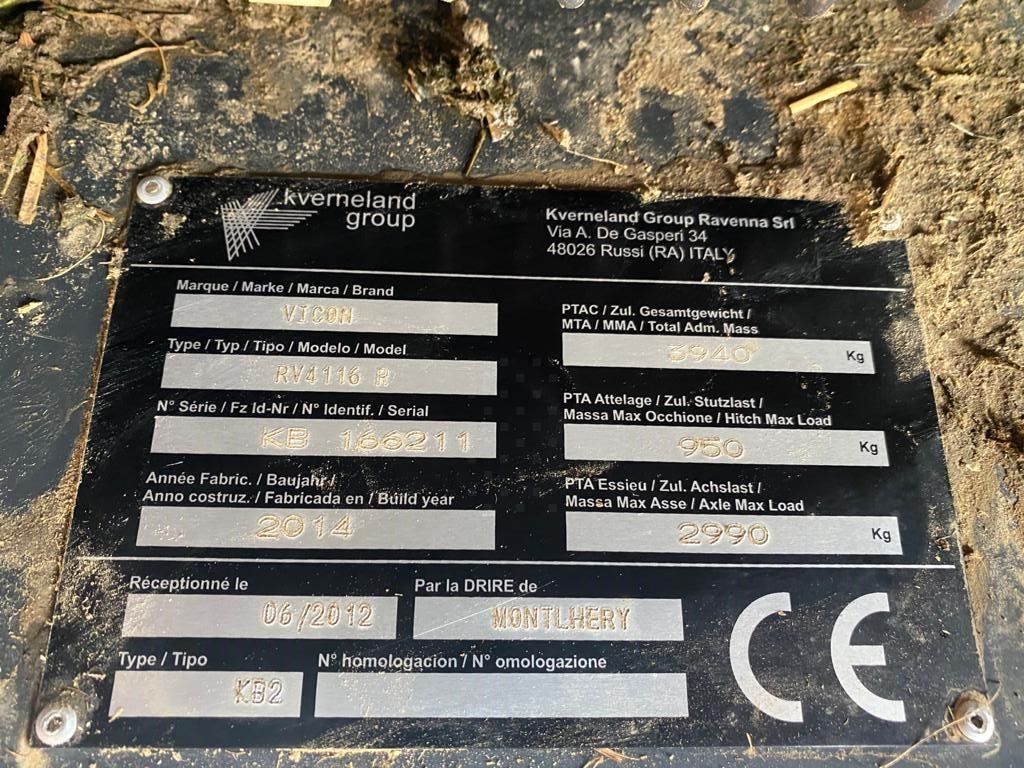 kverneland
group
Kverneland Group Ravenna Srl
Via A. De Gasperi 34
48026 Russi (RA) ITALY
Marque / Marke / Marca / Brand
VICON
Type / Typ / Tipo / Modelo / Model
RV4116 R
N° Série / Fz Id-Nr / N° Identif. / Serial
KB 166211
Année Fabric. / Baujahr /
Anno costruz. / Fabricada en / Build year
2014
PTAC / Zul. Gesamtgewicht /
MTA / MMA / Total Adm. Mass
3940 Kg
PTA Attelage / Zul. Stutzlast /
Massa Max Occhione / Hitch Max Load
950 Kg
PTA Essieu / Zul. Achslast /
Massa Max Asse / Axle Max Load
2990 Kg
Réceptionné le
06/2012
Par la DRIRE de
MONTLHERY
Type / Tipo
KB2
N° homologacion / N° omologazione
CE